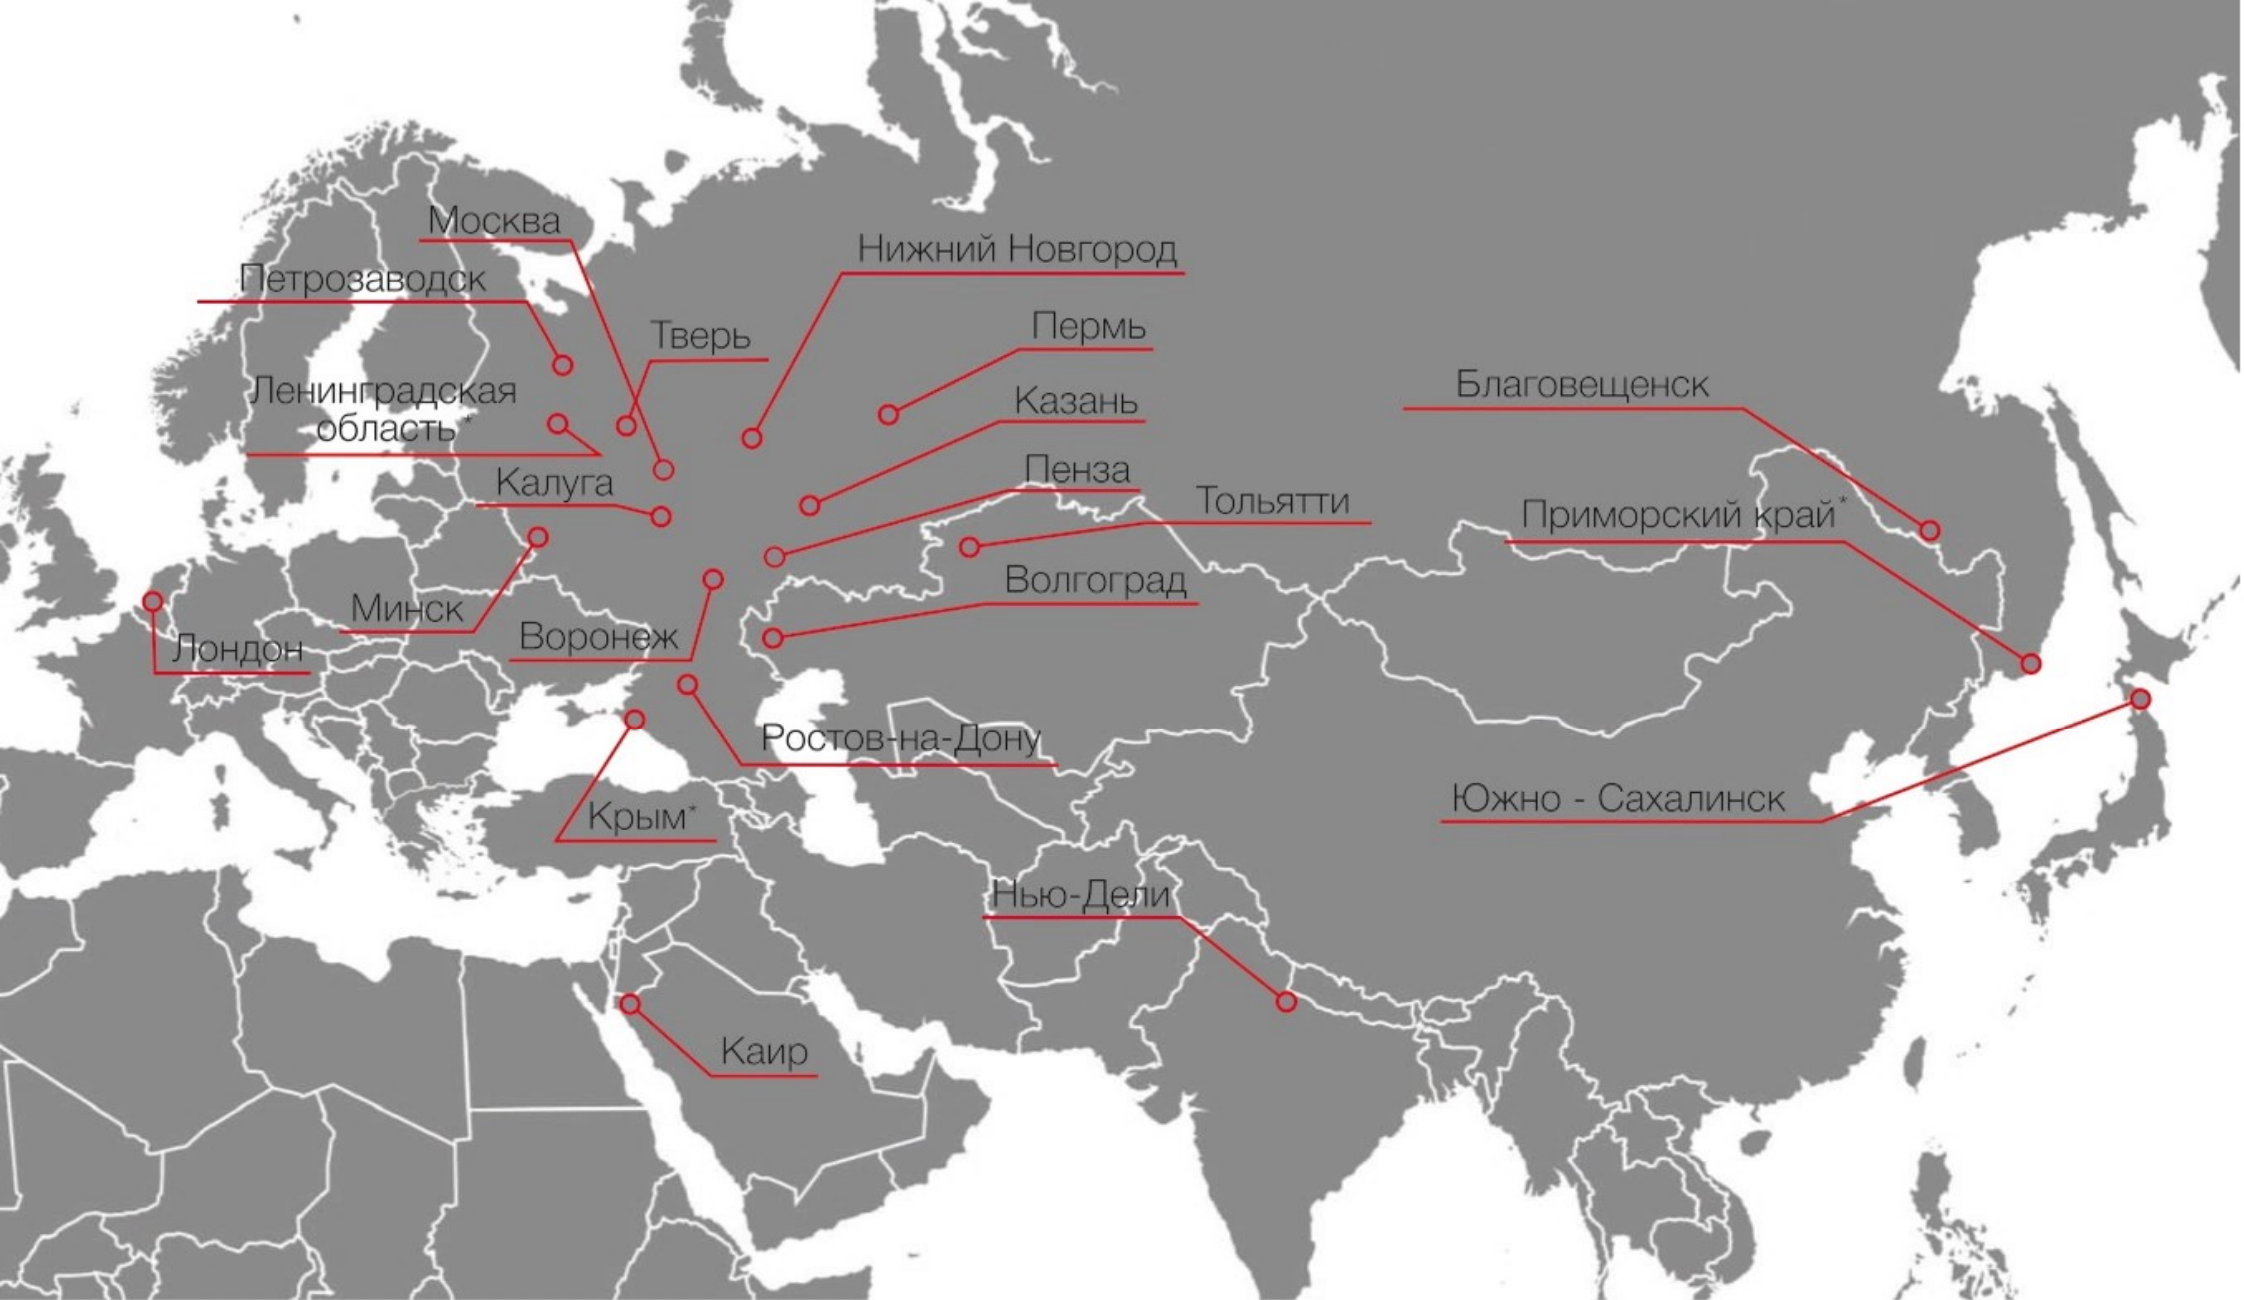 Москва
Нижний Новгород
Петрозаводск
Тверь
Пермь
Ленинградская
область*
Благовещенск
Казань
Калуга
Пенза
Тольятти
Приморский край*
Волгоград
Минск
Воронеж
Лондон
Ростов-на-Дону
Крым*
Южно - Сахалинск
Нью-Дели
Каир